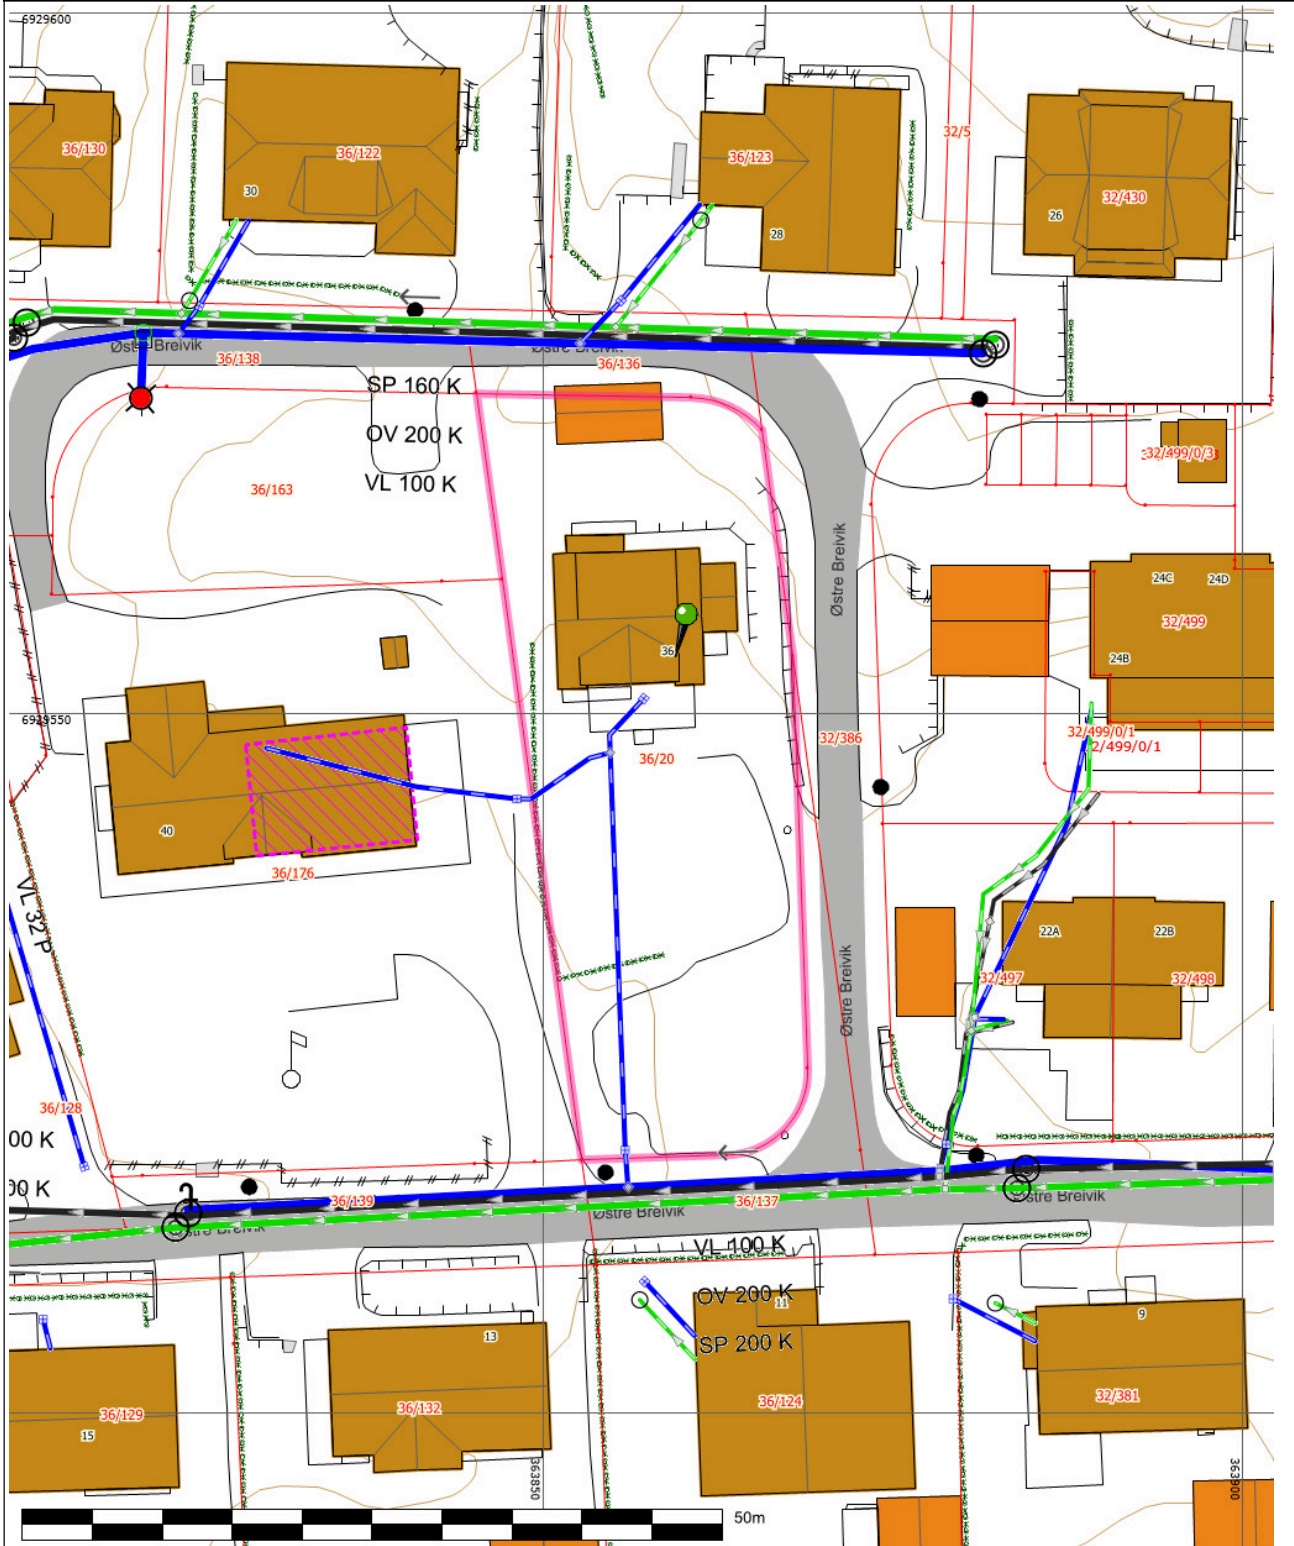 6929600
36/130
36/122
30
36/123
28
32/5
32/430
26
Østre Breivik
Østre Breivik
36/138
36/136
SP 160 K
OV 200 K
VL 100 K
36/163
32/499/0/3
Østre Breivik
24C
24D
32/499
24B
36
6929550
36/20
32/386
32/499/0/1
32/499/0/1
40
36/176
VL 32 P
22A
22B
32/497
32/498
Østre Breivik
36/128
00 K
00 K
36/139
36/137
Østre Breivik
Østre Breivik
Østre Breivik
VL 100 K
OV 200 K
11
SP 200 K
13
9
36/129
36/132
36/124
32/381
15
363850
363900
50m